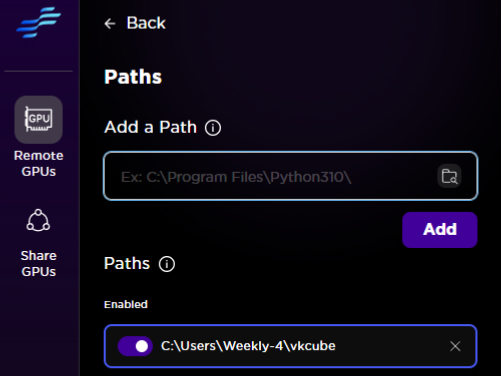 ← Back
Paths
Add a Path
Ex: C:\Program Files\Python310\
Add
Paths
Enabled
C:\Users\Weekly-4\vkcube
GPU
Remote
GPUs
Share
GPUs